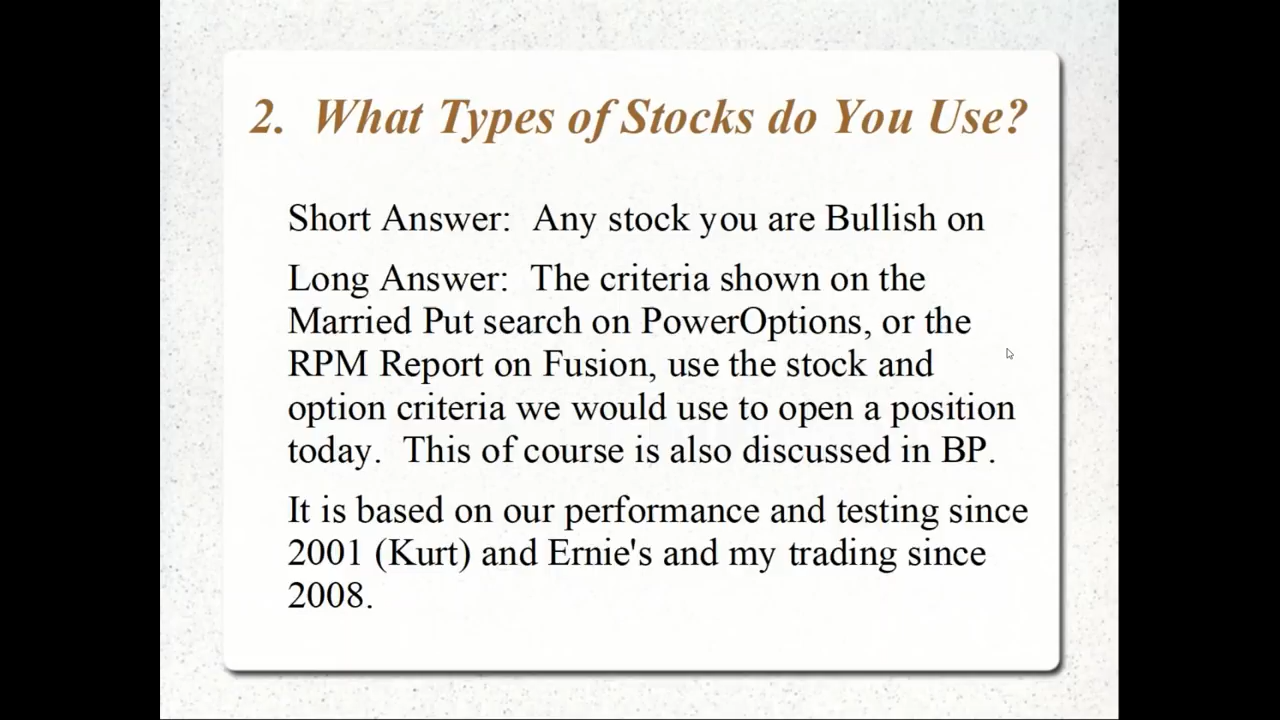 2. What Types of Stocks do You Use?
Short Answer: Any stock you are Bullish on
Long Answer: The criteria shown on the
Married Put search on PowerOptions, or the
RPM Report on Fusion, use the stock and
option criteria we would use to open a position
today. This of course is also discussed in BP.
It is based on our performance and testing since
2001 (Kurt) and Ernie's and my trading since
2008.